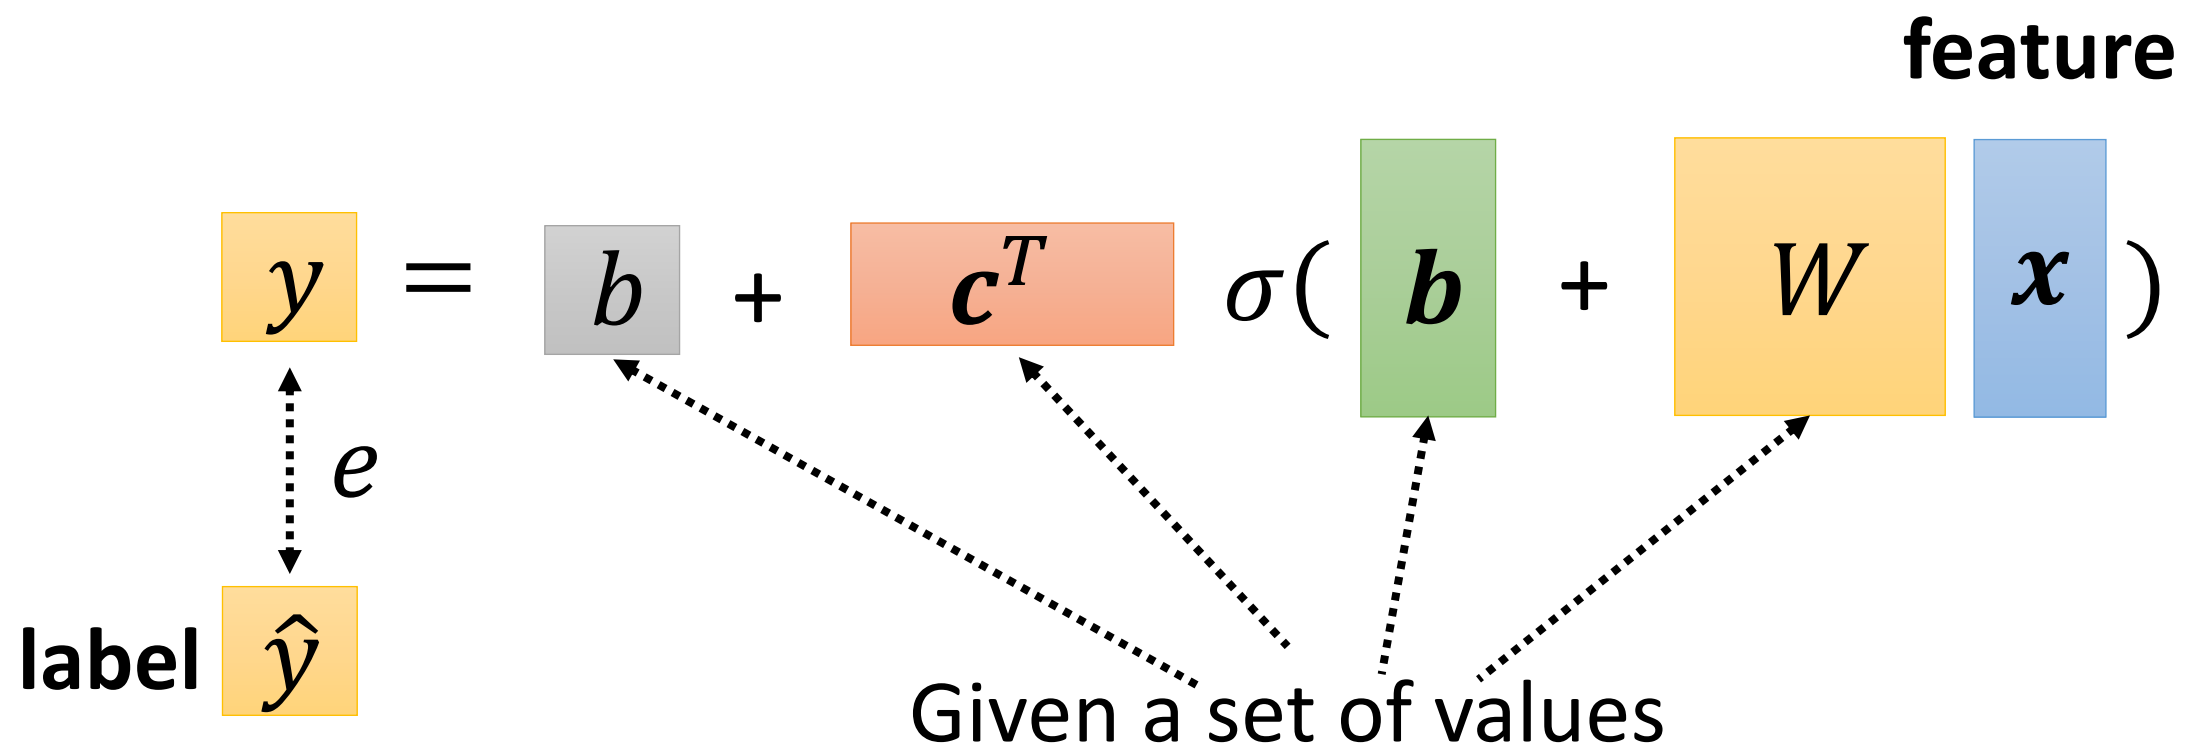 feature
y = b + c^T σ( b + W x )
e
label ŷ
Given a set of values